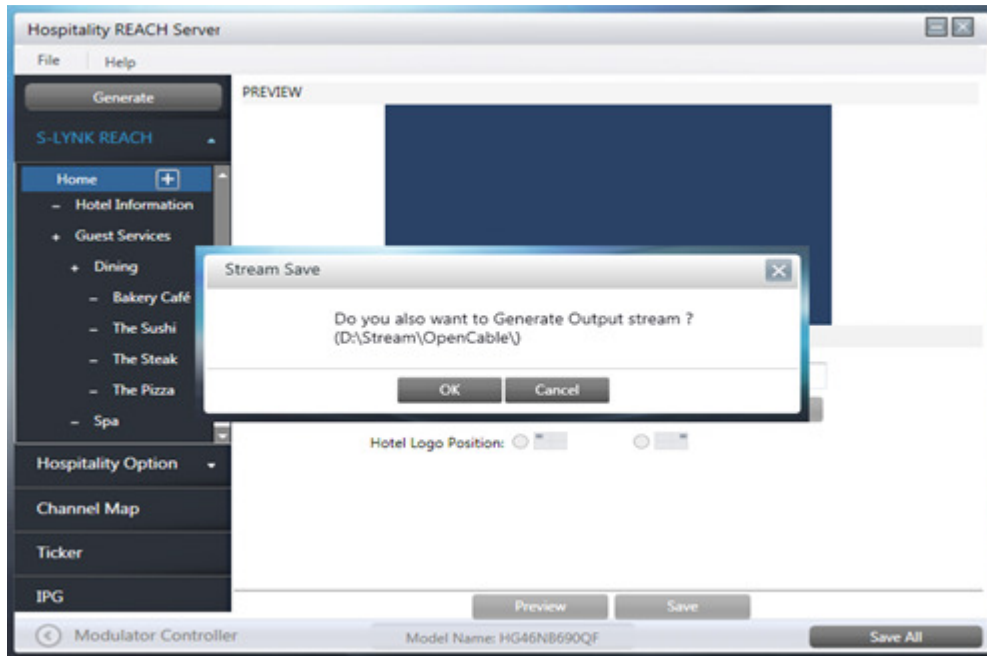 Hospitality REACH Server
File Help
Generate
PREVIEW
S-LYNK REACH
Home
Hotel Information
Guest Services
Dining
Bakery Café
The Sushi
The Steak
The Pizza
Spa
Stream Save
Do you also want to Generate Output stream ?
(D:\Stream\OpenCable\)
OK Cancel
Hotel Logo Position:
Hospitality Option
Channel Map
Ticker
IPG
Preview Save
Modulator Controller
Model Name: HG46NB690QF
Save All